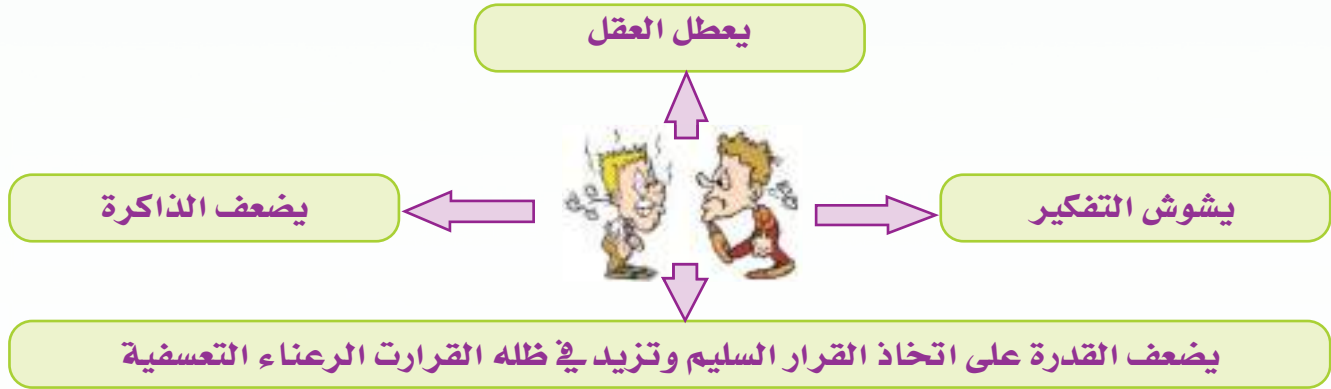 يعطل العقل
يشوش التفكير
يضعف الذاكرة
يضعف القدرة على اتخاذ القرار السليم وتزيد في ظله القرارت الرعناء التعسفية